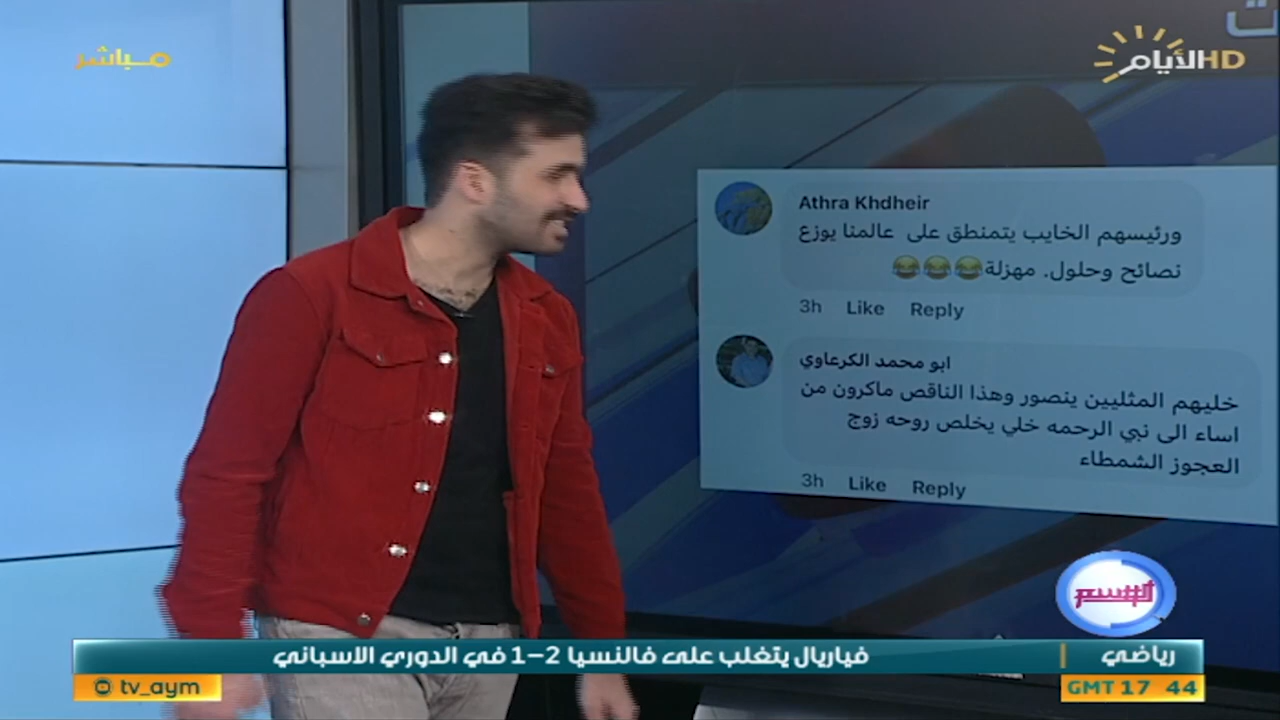 مباشر
الأيام HD
Athra Khdheir
ورئيسهم الخايب يتمنطق على عالمنا يوزع
نصائح وحلول. مهزلة😂😂😂
3h Like Reply
ابو محمد الكرعاوي
خليهم المثليين ينصور وهذا الناقص ماكرون من
اساء الى نبي الرحمه خلي يخلص روحه زوج
العجوز الشمطاء
3h Like Reply
رياضي
فياريال يتغلب على فالنسيا 2-1 في الدوري الاسباني
tv_aym
GMT 17 44